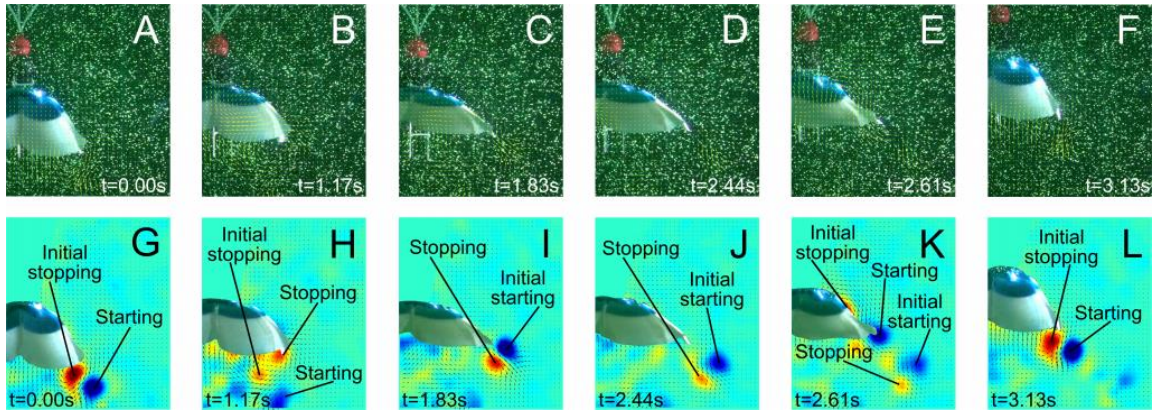 A
B
C
D
E
F
t=0.00s
t=1.17s
t=1.83s
t=2.44s
t=2.61s
t=3.13s
G
Initial
stopping
Starting
t=0.00s
H
Initial
stopping
Stopping
Starting
t=1.17s
I
Stopping
Initial
starting
t=1.83s
J
Stopping
Initial
starting
t=2.44s
K
Initial
stopping
Starting
Initial
starting
Stopping
t=2.61s
L
Initial
stopping
Starting
t=3.13s